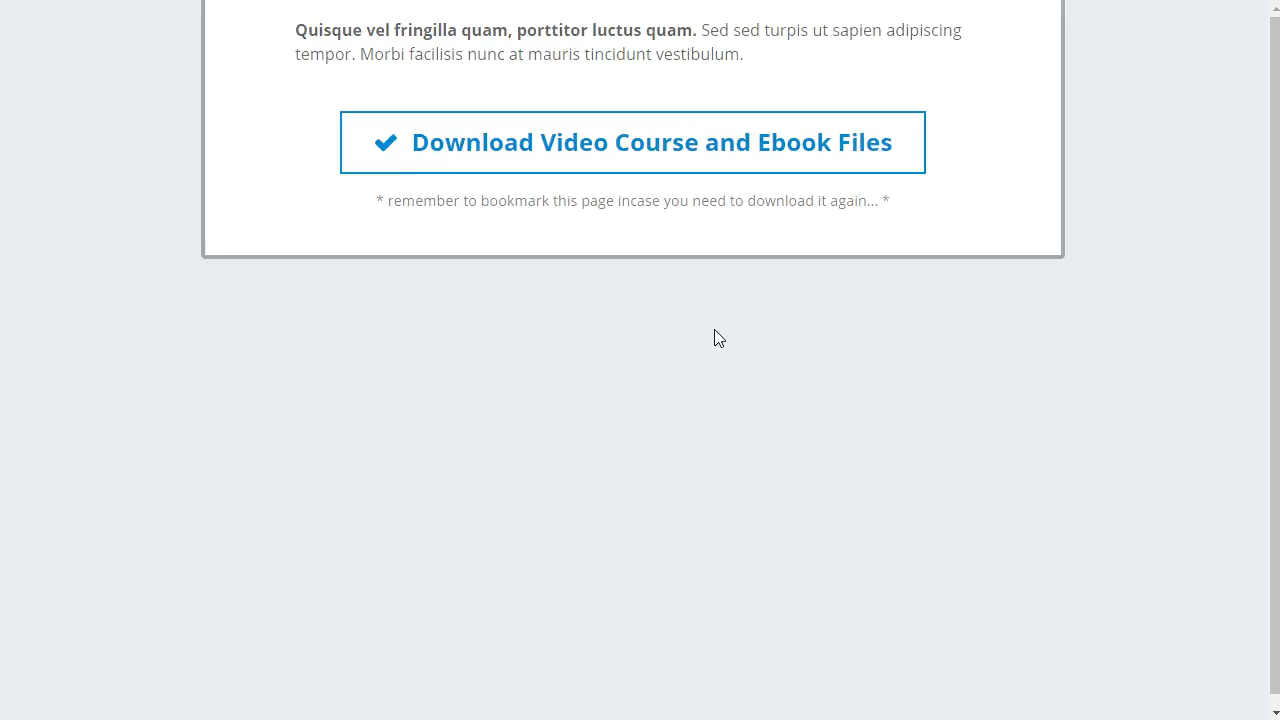 Quisque vel fringilla quam, porttitor luctus quam. Sed sed turpis ut sapien adipiscing
tempor. Morbi facilisis nunc at mauris tincidunt vestibulum.
Download Video Course and Ebook Files
* remember to bookmark this page incase you need to download it again... *